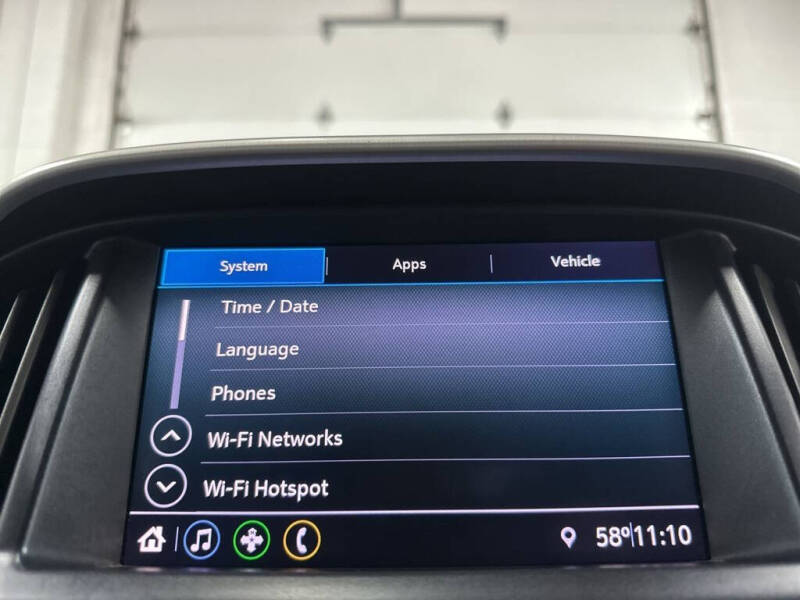 System Apps Vehicle
Time / Date
Language
Phones
Wi-Fi Networks
Wi-Fi Hotspot
58° 11:10